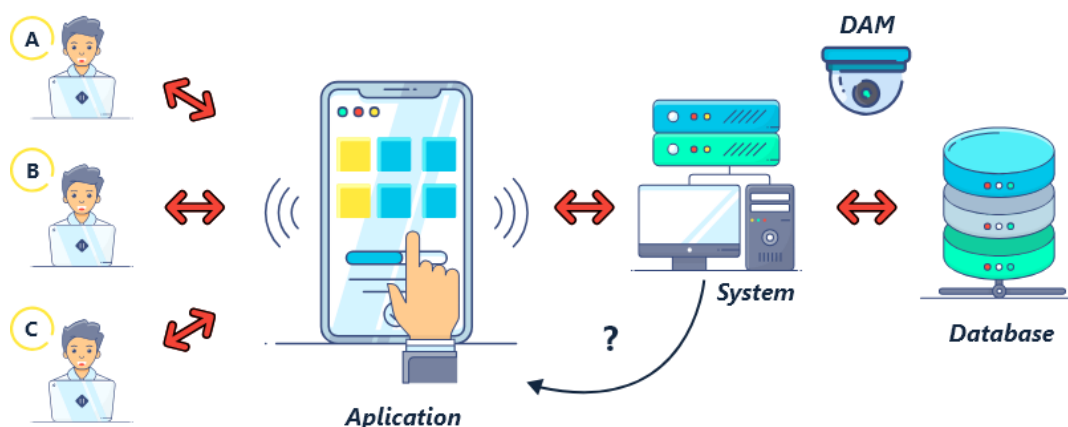 A
DAM
B
System
C
?
Database
Aplication